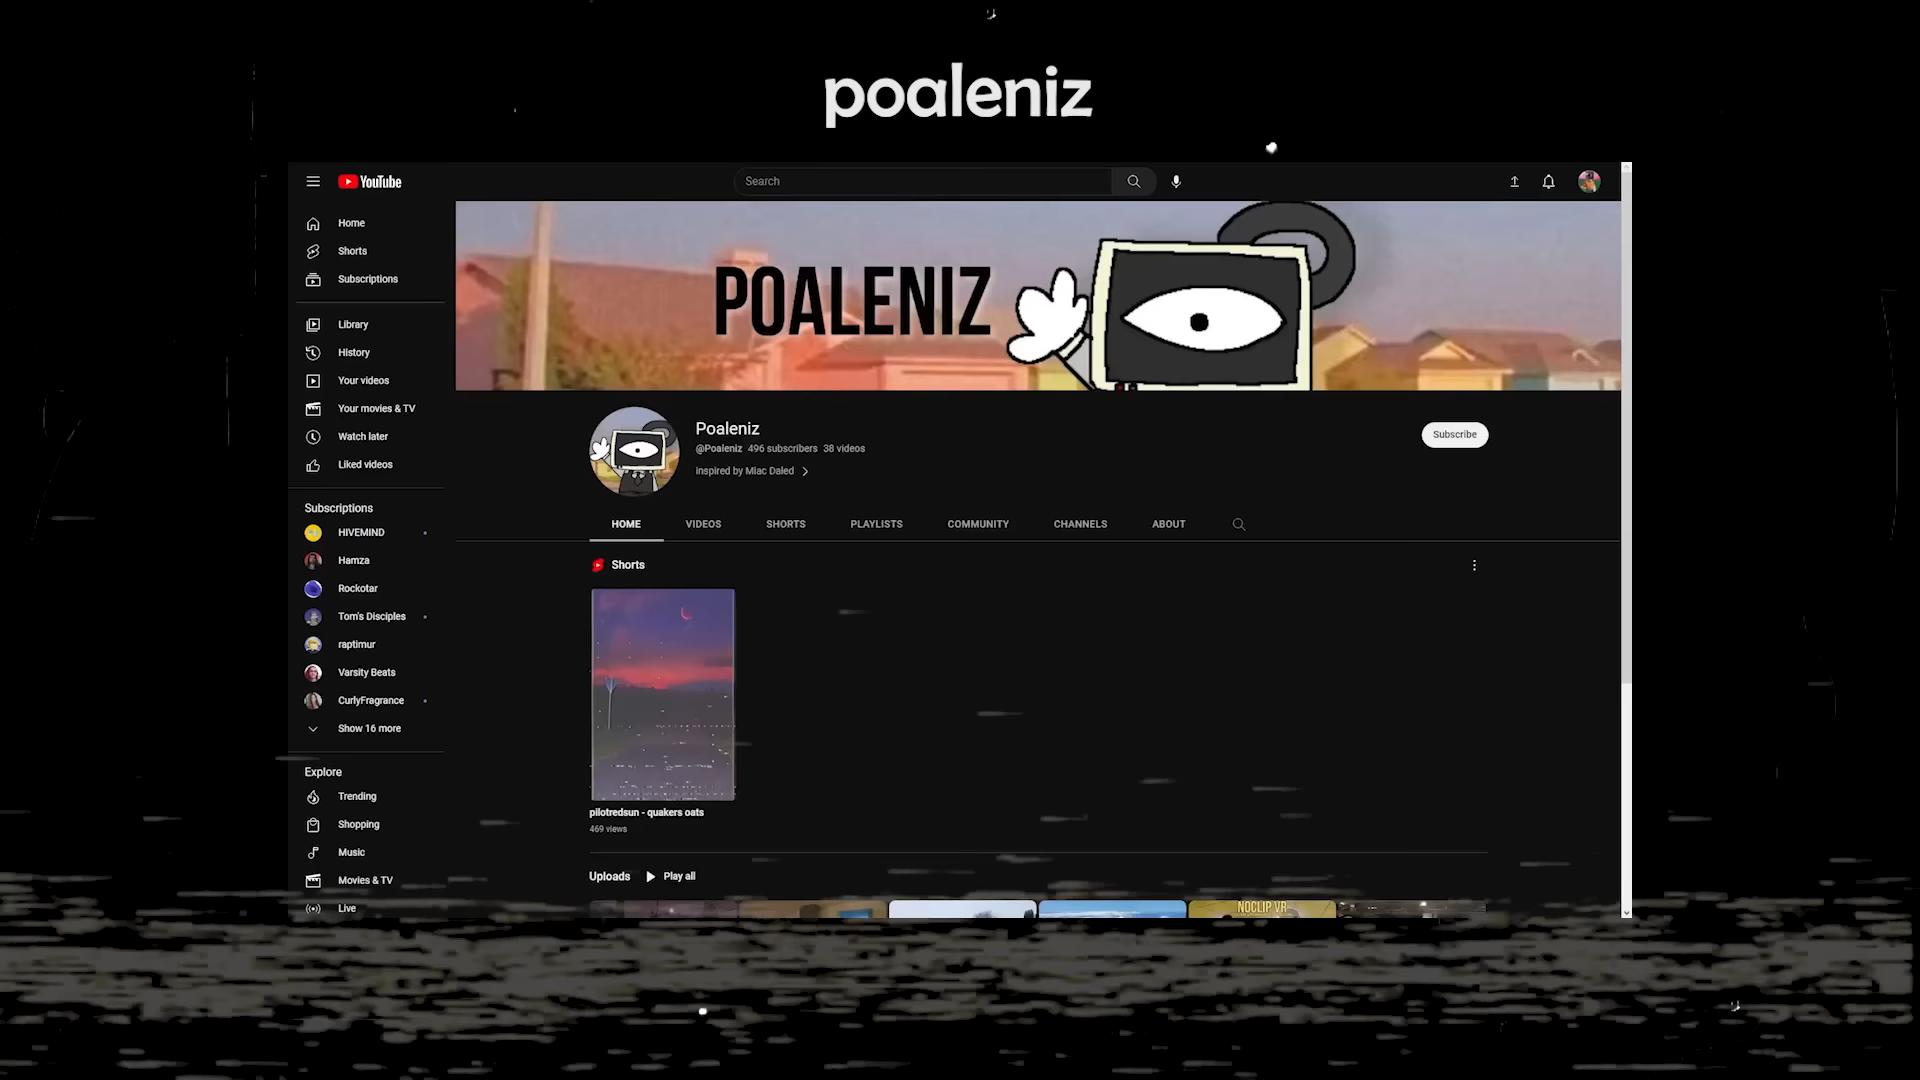 poaleniz
YouTube
Search
Home
Shorts
Subscriptions
Library
History
Your videos
Your movies & TV
Watch later
Liked videos
Subscriptions
HIVEMIND
Hamza
Rockotar
Tom's Disciples
raptimur
Varsity Beats
CurlyFragrance
Show 16 more
Explore
Trending
Shopping
Music
Movies & TV
Live
POALENIZ
Poaleniz
@Poaleniz 496 subscribers 38 videos
inspired by Miac Daled
Subscribe
HOME VIDEOS SHORTS PLAYLISTS COMMUNITY CHANNELS ABOUT
Shorts
pilotredsun - quakers oats
469 views
Uploads Play all
NOCLIP VR